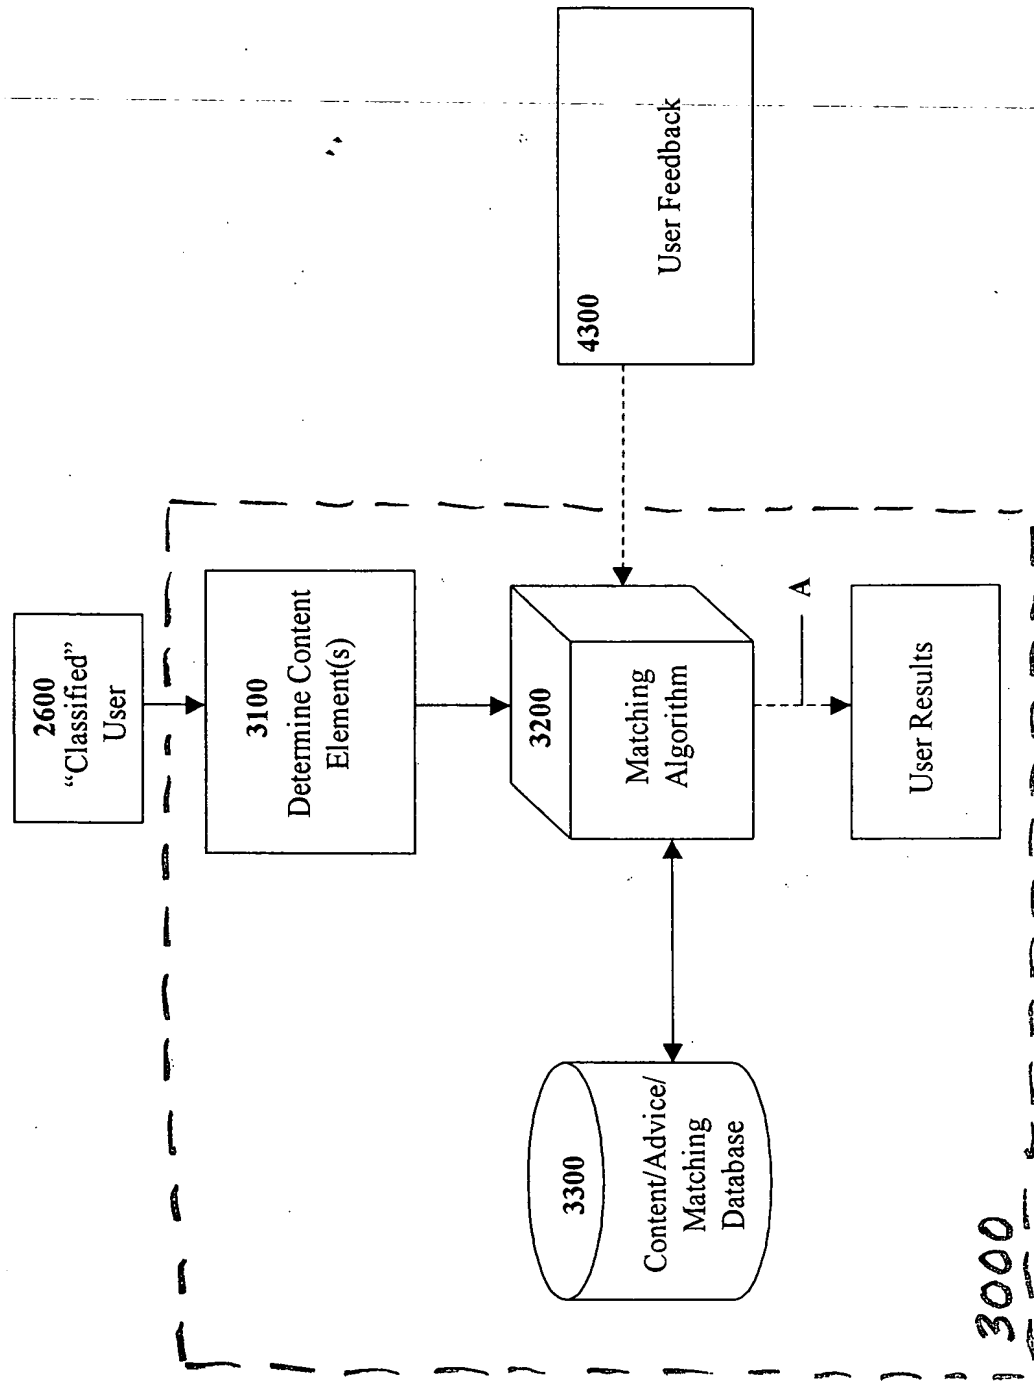 2600
“Classified”
User
3100
Determine Content
Element(s)
3200
Matching
Algorithm
3300
Content/Advice/
Matching
Database
4300
User Feedback
A
User Results
3000